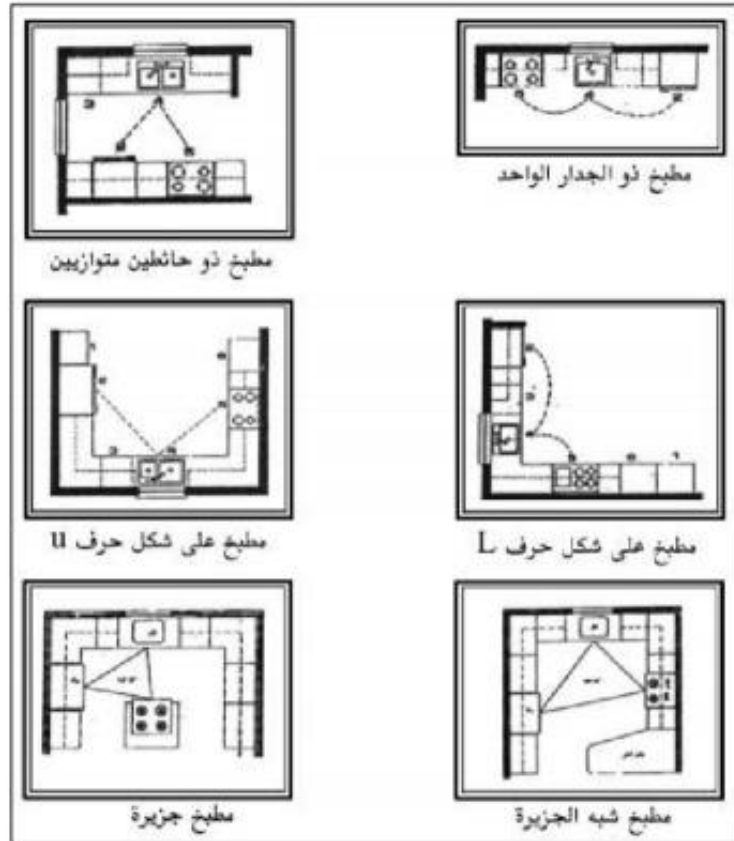 مطبخ ذو الجدار الواحد
مطبخ ذو حائطين متوازيين
مطبخ على شكل حرف L
مطبخ على شكل حرف u
مطبخ شبه الجزيرة
مطبخ جزيرة